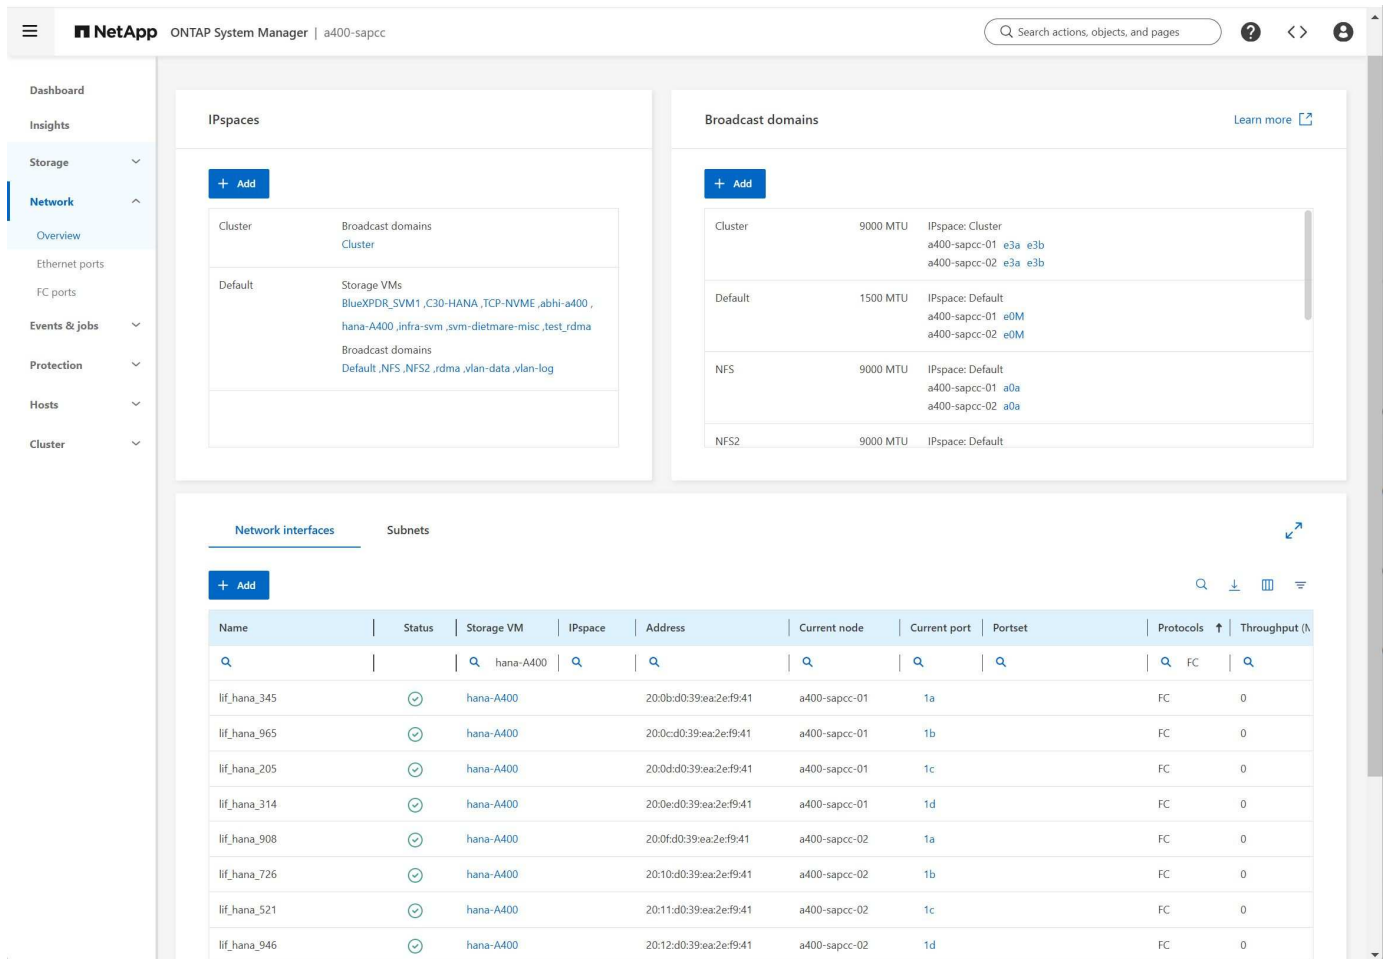 NetApp ONTAP System Manager | a400-sapcc
Search actions, objects, and pages
Dashboard
Insights
Storage
Network
Overview
Ethernet ports
FC ports
Events & jobs
Protection
Hosts
Cluster
IPspaces
+ Add
Cluster
Broadcast domains
Cluster
Default
Storage VMs
BlueXPDR_SVM1 ,C30-HANA ,TCP-NVME ,abhi-a400 ,
hana-A400 ,infra-svm ,svm-dietmare-misc ,test_rdma
Broadcast domains
Default ,NFS ,NFS2 ,rdma ,vlan-data ,vlan-log
Broadcast domains
Learn more
+ Add
Cluster 9000 MTU IPspace: Cluster
a400-sapcc-01 e3a e3b
a400-sapcc-02 e3a e3b
Default 1500 MTU IPspace: Default
a400-sapcc-01 e0M
a400-sapcc-02 e0M
NFS 9000 MTU IPspace: Default
a400-sapcc-01 a0a
a400-sapcc-02 a0a
NFS2 9000 MTU IPspace: Default
Network interfaces Subnets
+ Add
Name Status Storage VM IPspace Address Current node Current port Portset Protocols Throughput (M
hana-A400 FC
lif_hana_345 hana-A400 20:0b:d0:39:ea:2e:f9:41 a400-sapcc-01 1a FC 0
lif_hana_965 hana-A400 20:0c:d0:39:ea:2e:f9:41 a400-sapcc-01 1b FC 0
lif_hana_205 hana-A400 20:0d:d0:39:ea:2e:f9:41 a400-sapcc-01 1c FC 0
lif_hana_314 hana-A400 20:0e:d0:39:ea:2e:f9:41 a400-sapcc-01 1d FC 0
lif_hana_908 hana-A400 20:0f:d0:39:ea:2e:f9:41 a400-sapcc-02 1a FC 0
lif_hana_726 hana-A400 20:10:d0:39:ea:2e:f9:41 a400-sapcc-02 1b FC 0
lif_hana_521 hana-A400 20:11:d0:39:ea:2e:f9:41 a400-sapcc-02 1c FC 0
lif_hana_946 hana-A400 20:12:d0:39:ea:2e:f9:41 a400-sapcc-02 1d FC 0